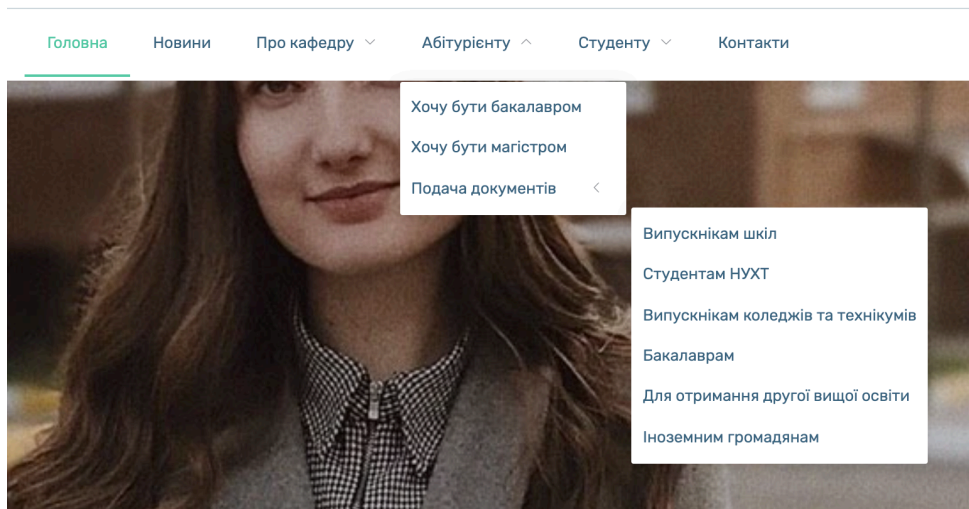 Головна Новини Про кафедру Абітурієнту Студенту Контакти
Хочу бути бакалавром
Хочу бути магістром
Подача документів
Випускнікам шкіл
Студентам НУХТ
Випускнікам коледжів та технікумів
Бакалаврам
Для отримання другої вищої освіти
Іноземним громадянам